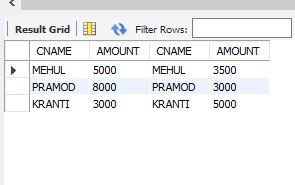 Result Grid Filter Rows:
CNAME AMOUNT CNAME AMOUNT
MEHUL 5000 MEHUL 3500
PRAMOD 8000 PRAMOD 3000
KRANTI 3000 KRANTI 5000